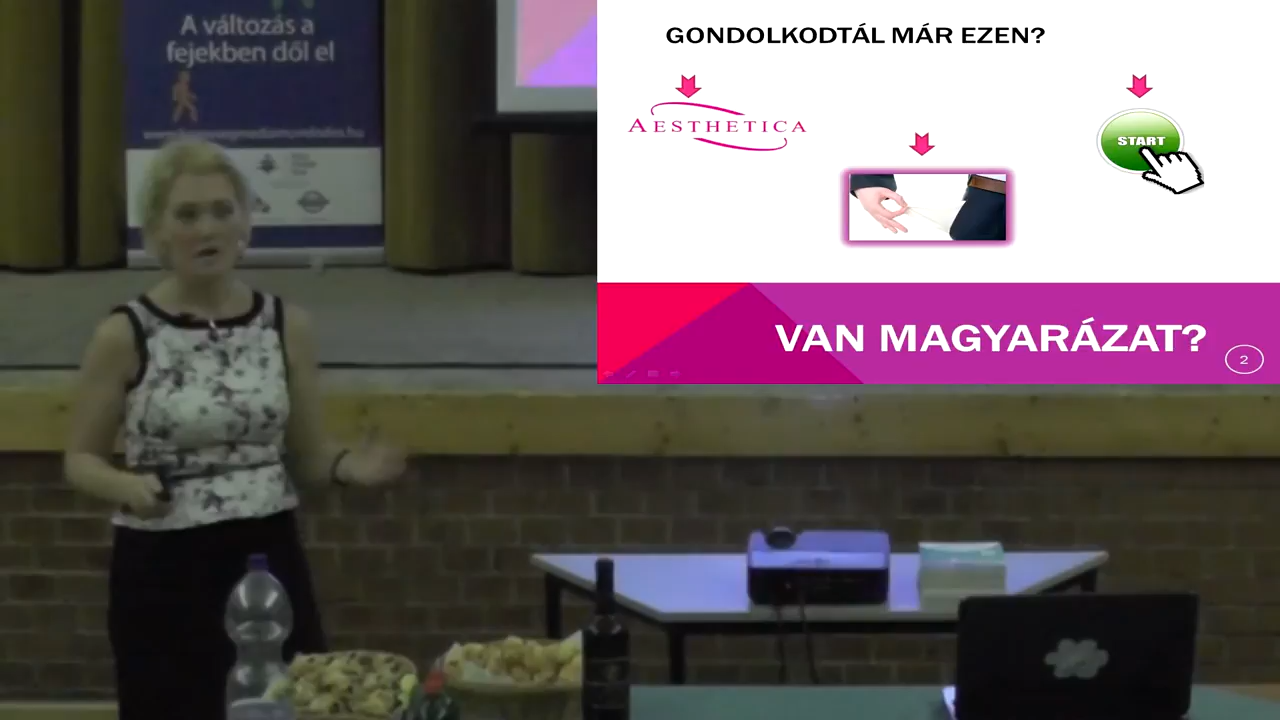 A változás a
fejekben dől el
GONDOLKODTÁL MÁR EZEN?
AESTHETICA
START
VAN MAGYARÁZAT?
2